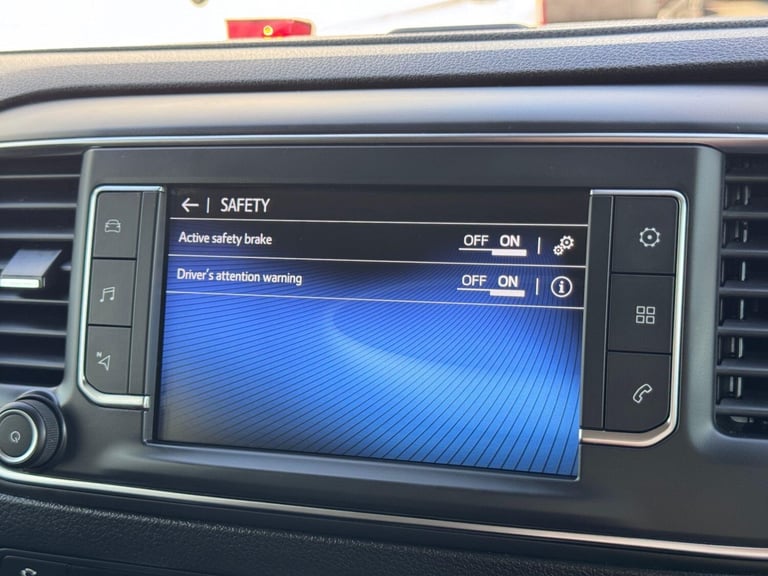 ← | SAFETY
Active safety brake OFF ON |
Driver's attention warning OFF ON | i
N